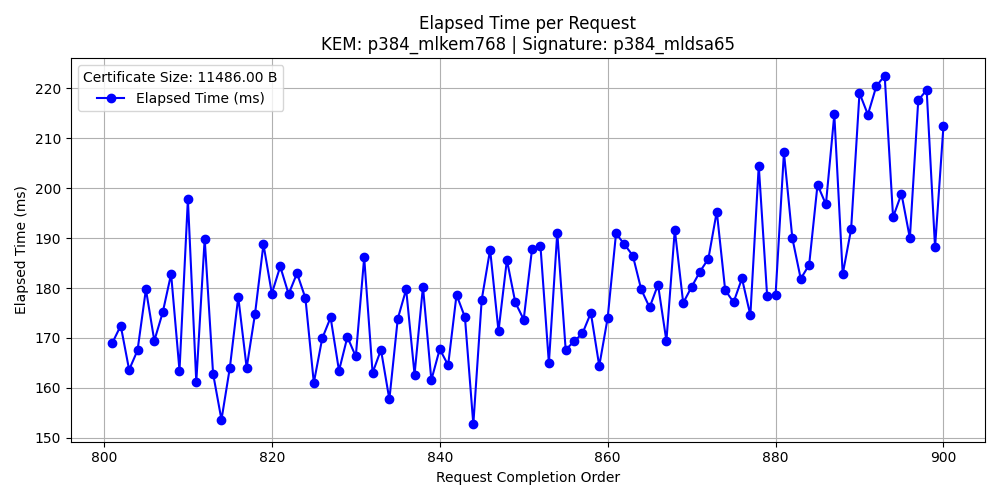 Elapsed Time per Request
KEM: p384_mlkem768 | Signature: p384_mldsa65
Certificate Size: 11486.00 B
Elapsed Time (ms)
Elapsed Time (ms)
220
210
200
190
180
170
160
150
800
820
840
860
880
900
Request Completion Order